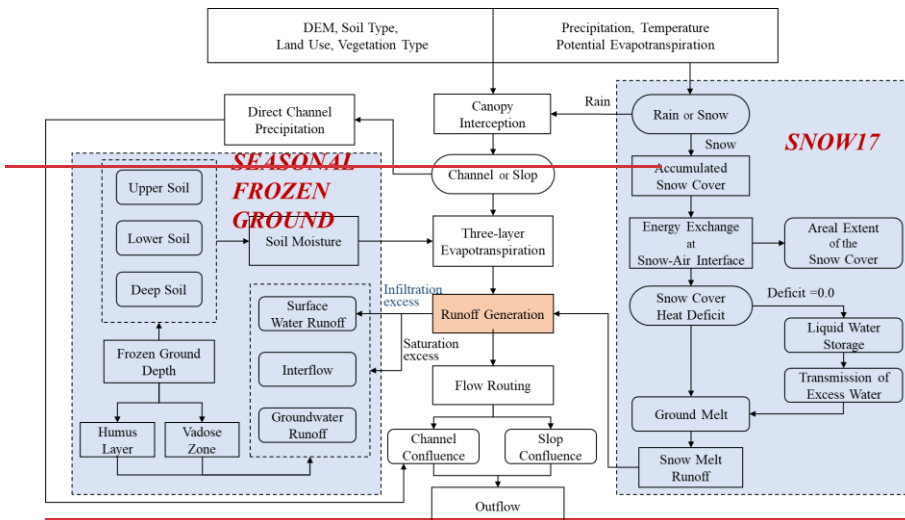 DEM, Soil Type,
Land Use, Vegetation Type
Precipitation, Temperature
Potential Evapotranspiration
Direct Channel
Precipitation
Canopy
Interception
Rain
Rain or Snow
Snow
SNOW17
SEASONAL
FROZEN
GROUND
Channel or Slop
Accumulated
Snow Cover
Upper Soil
Lower Soil
Deep Soil
Soil Moisture
Three-layer
Evapotranspiration
Energy Exchange
at
Snow-Air Interface
Areal Extent
of the
Snow Cover
Infiltration
excess
Surface
Water Runoff
Runoff Generation
Snow Cover
Heat Deficit
Deficit =0.0
Liquid Water
Storage
Saturation
excess
Frozen Ground
Depth
Interflow
Flow Routing
Transmission of
Excess Water
Ground Melt
Humus
Layer
Vadose
Zone
Groundwater
Runoff
Channel
Confluence
Slop
Confluence
Snow Melt
Runoff
Outflow